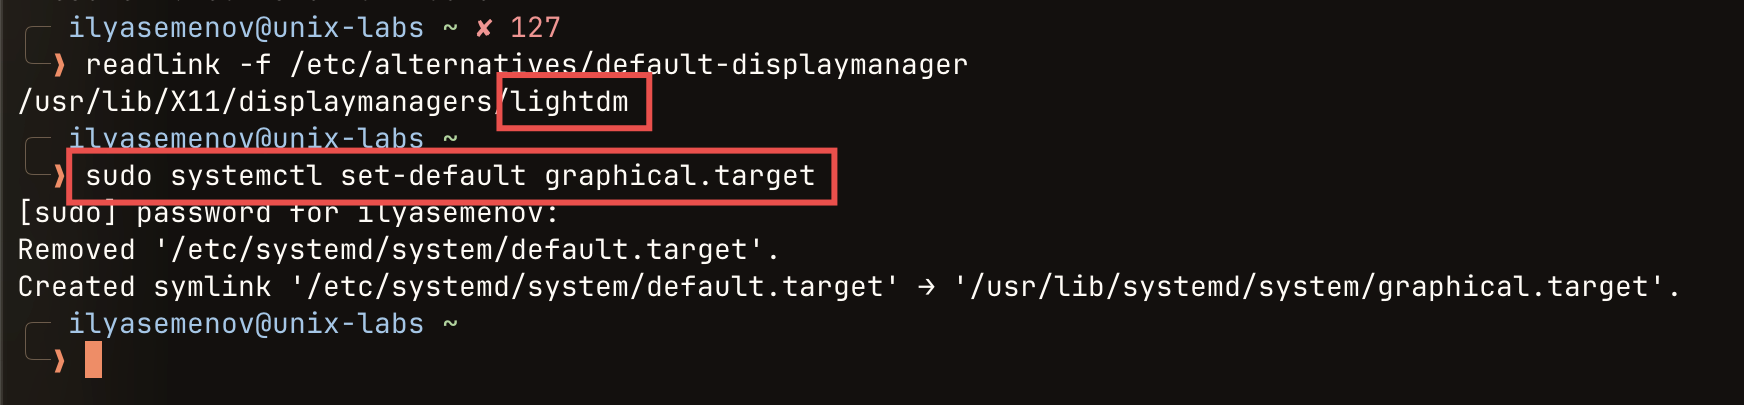 ilyasemenov@unix-labs ~ ✘ 127
❯ readlink -f /etc/alternatives/default-displaymanager
/usr/lib/X11/displaymanagers/lightdm
ilyasemenov@unix-labs ~
❯ sudo systemctl set-default graphical.target
[sudo] password for ilyasemenov:
Removed '/etc/systemd/system/default.target'.
Created symlink '/etc/systemd/system/default.target' → '/usr/lib/systemd/system/graphical.target'.
ilyasemenov@unix-labs ~
❯